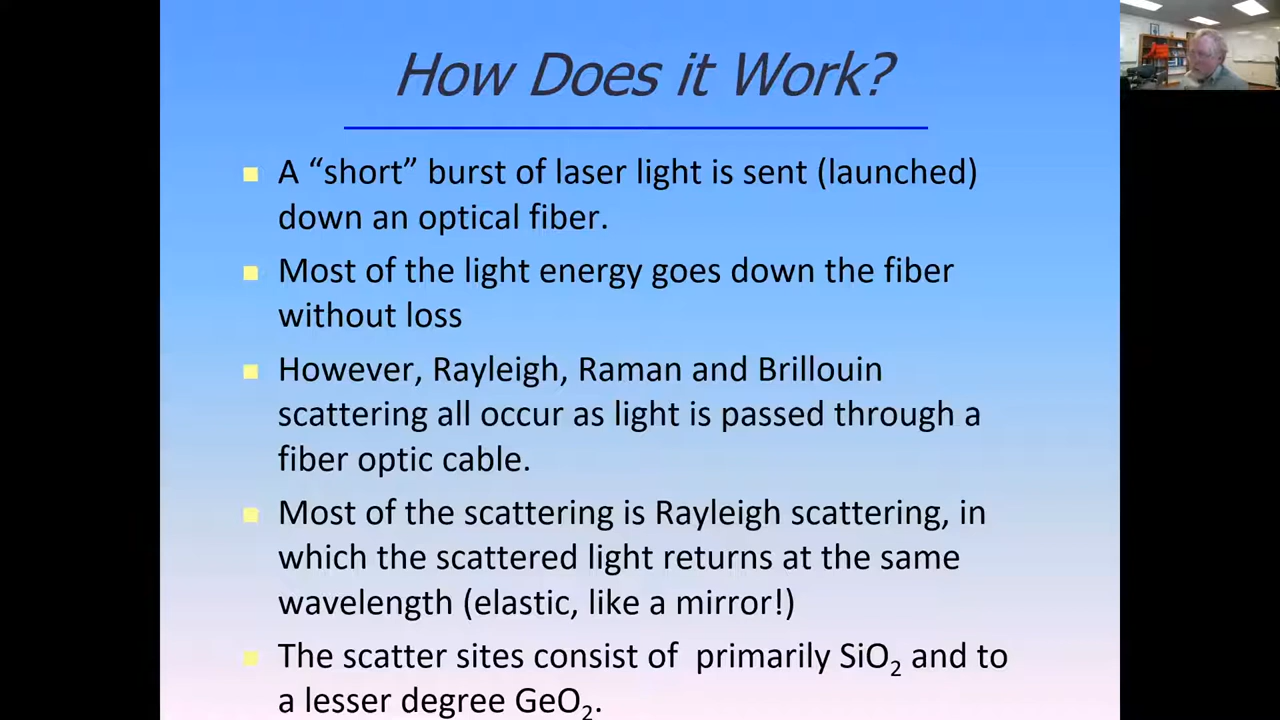 How Does it Work?
A “short” burst of laser light is sent (launched)
down an optical fiber.
Most of the light energy goes down the fiber
without loss
However, Rayleigh, Raman and Brillouin
scattering all occur as light is passed through a
fiber optic cable.
Most of the scattering is Rayleigh scattering, in
which the scattered light returns at the same
wavelength (elastic, like a mirror!)
The scatter sites consist of primarily SiO₂ and to
a lesser degree GeO₂.